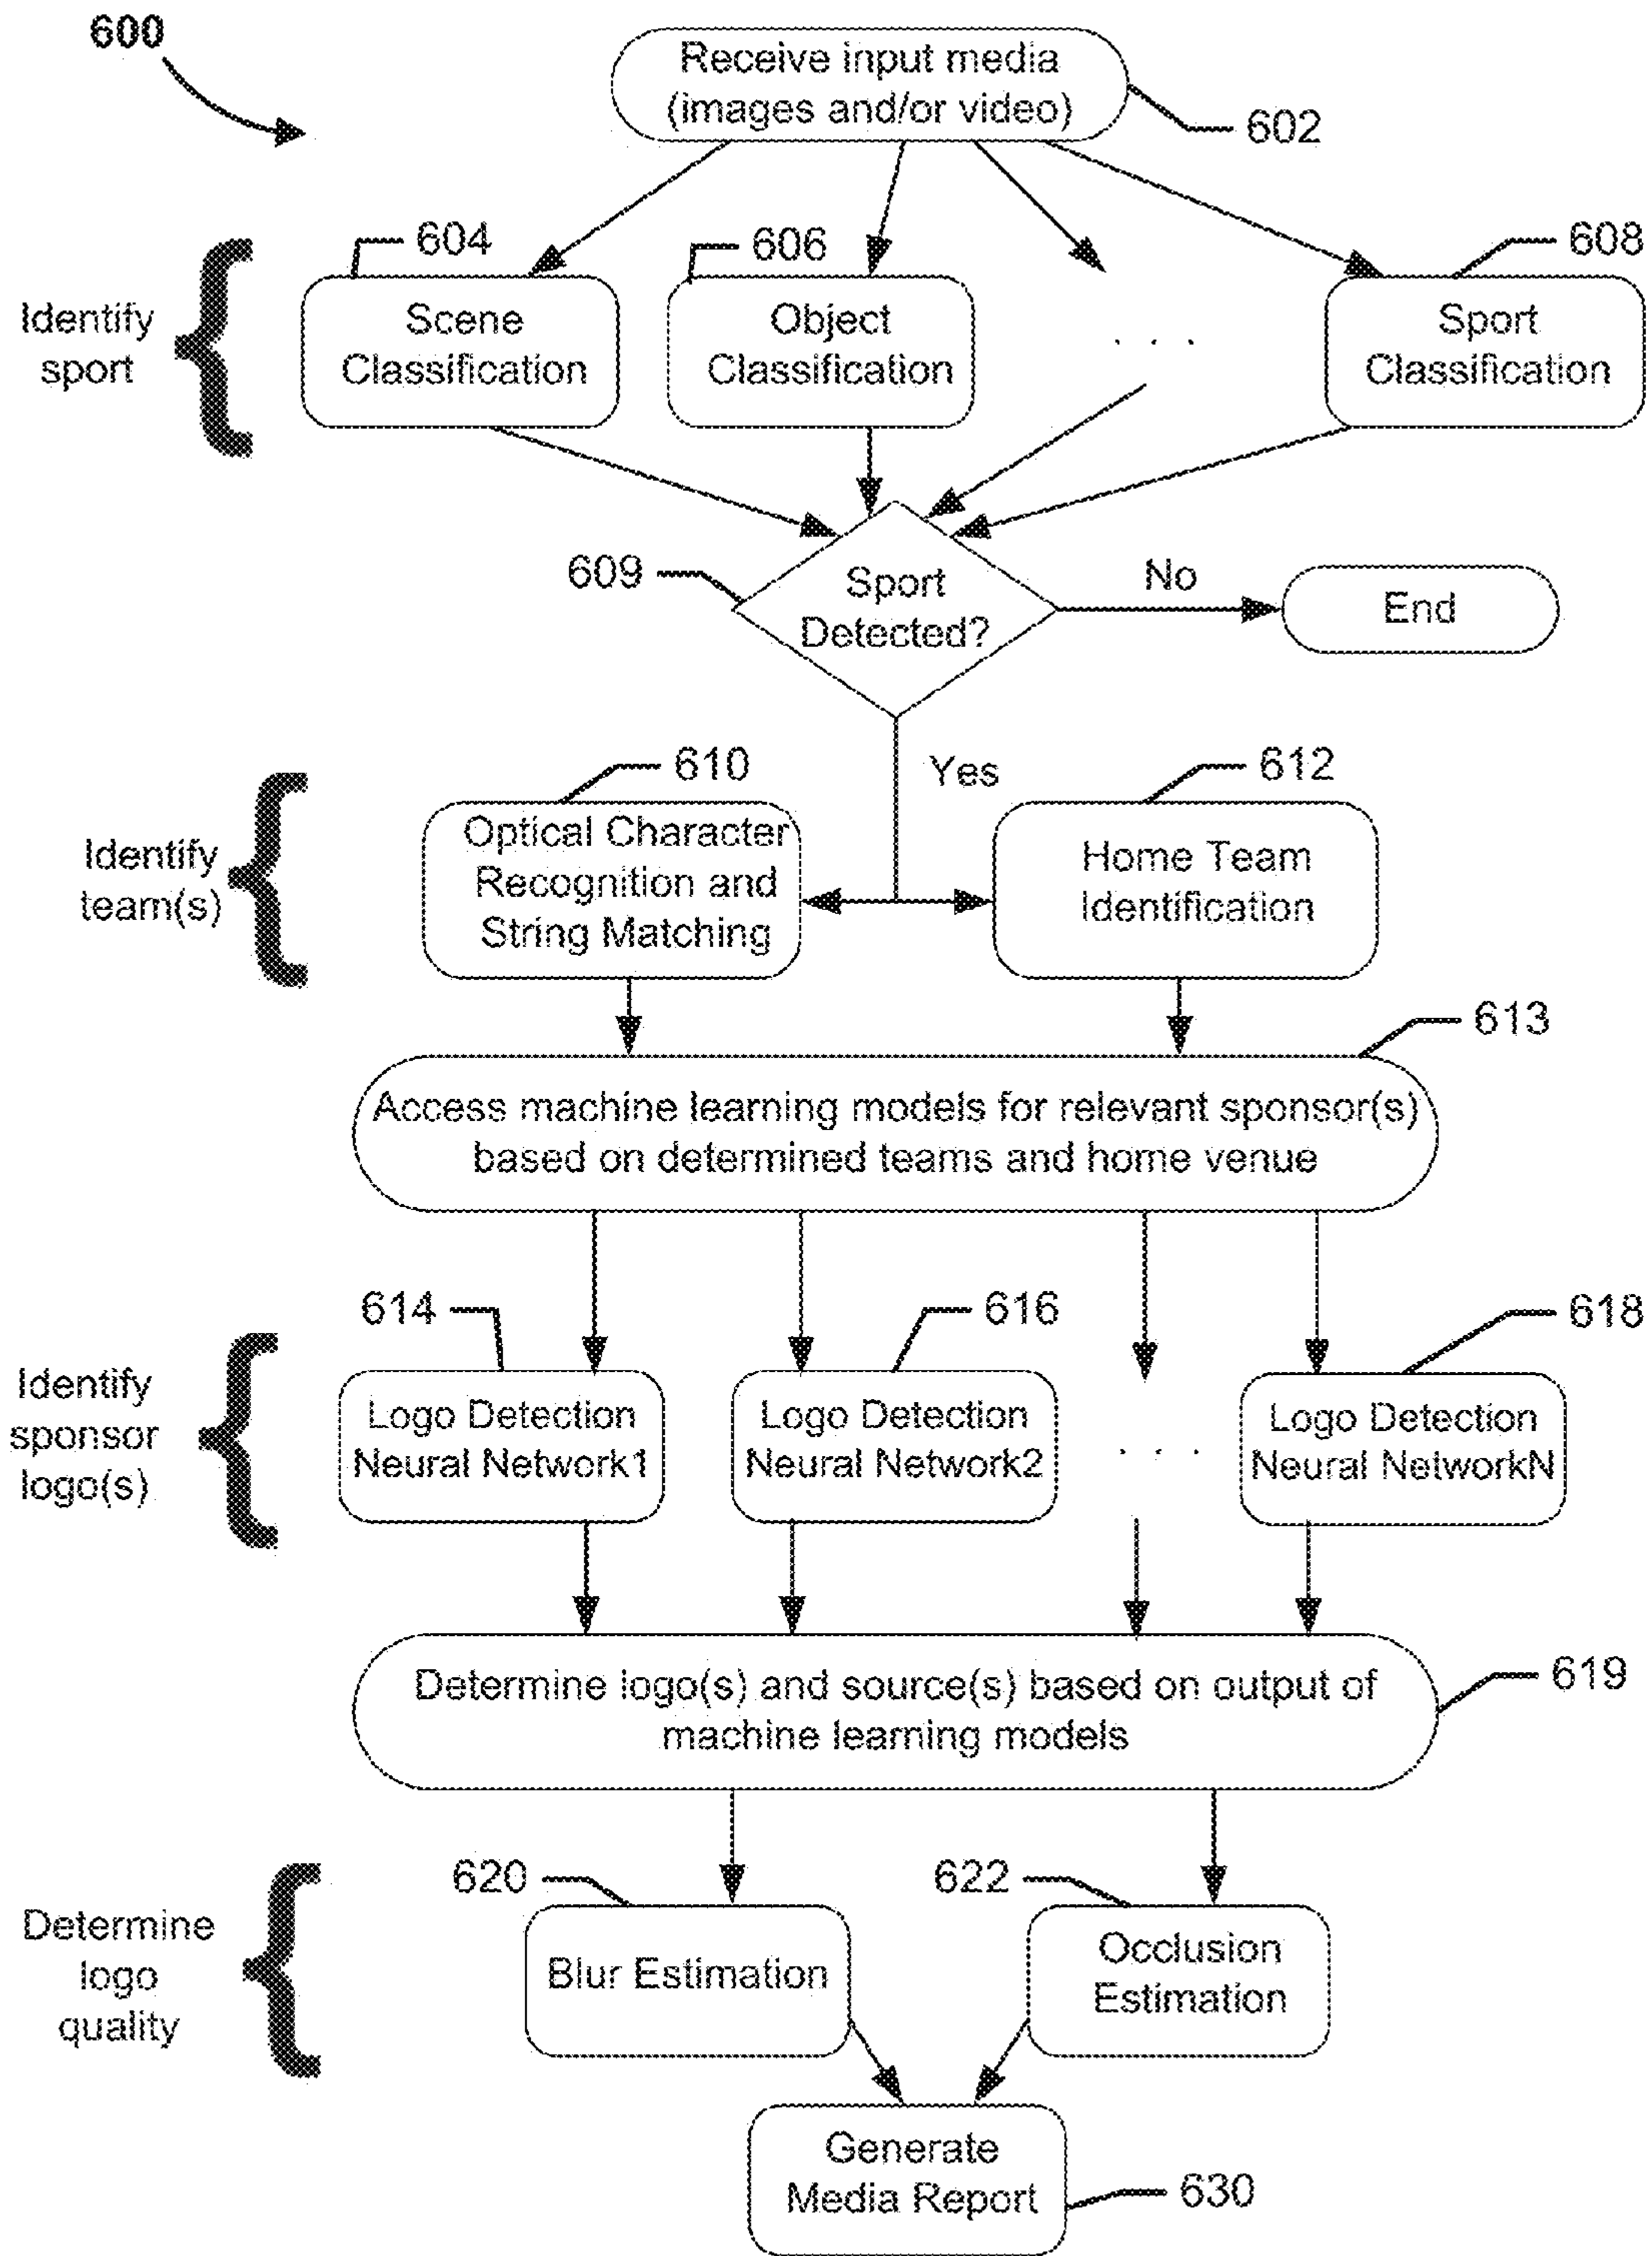 600
Receive input media
(images and/or video)
602
604
606
608
Identify
sport
Scene
Classification
Object
Classification
. . .
Sport
Classification
609
Sport
Detected?
No
End
Yes
610
612
Identify
team(s)
Optical Character
Recognition and
String Matching
Home Team
Identification
613
Access machine learning models for relevant sponsor(s)
based on determined teams and home venue
614
616
618
Identify
sponsor
logo(s)
Logo Detection
Neural Network1
Logo Detection
Neural Network2
. . .
Logo Detection
Neural NetworkN
619
Determine logo(s) and source(s) based on output of
machine learning models
620
622
Determine
logo
quality
Blur Estimation
Occlusion
Estimation
Generate
Media Report
630